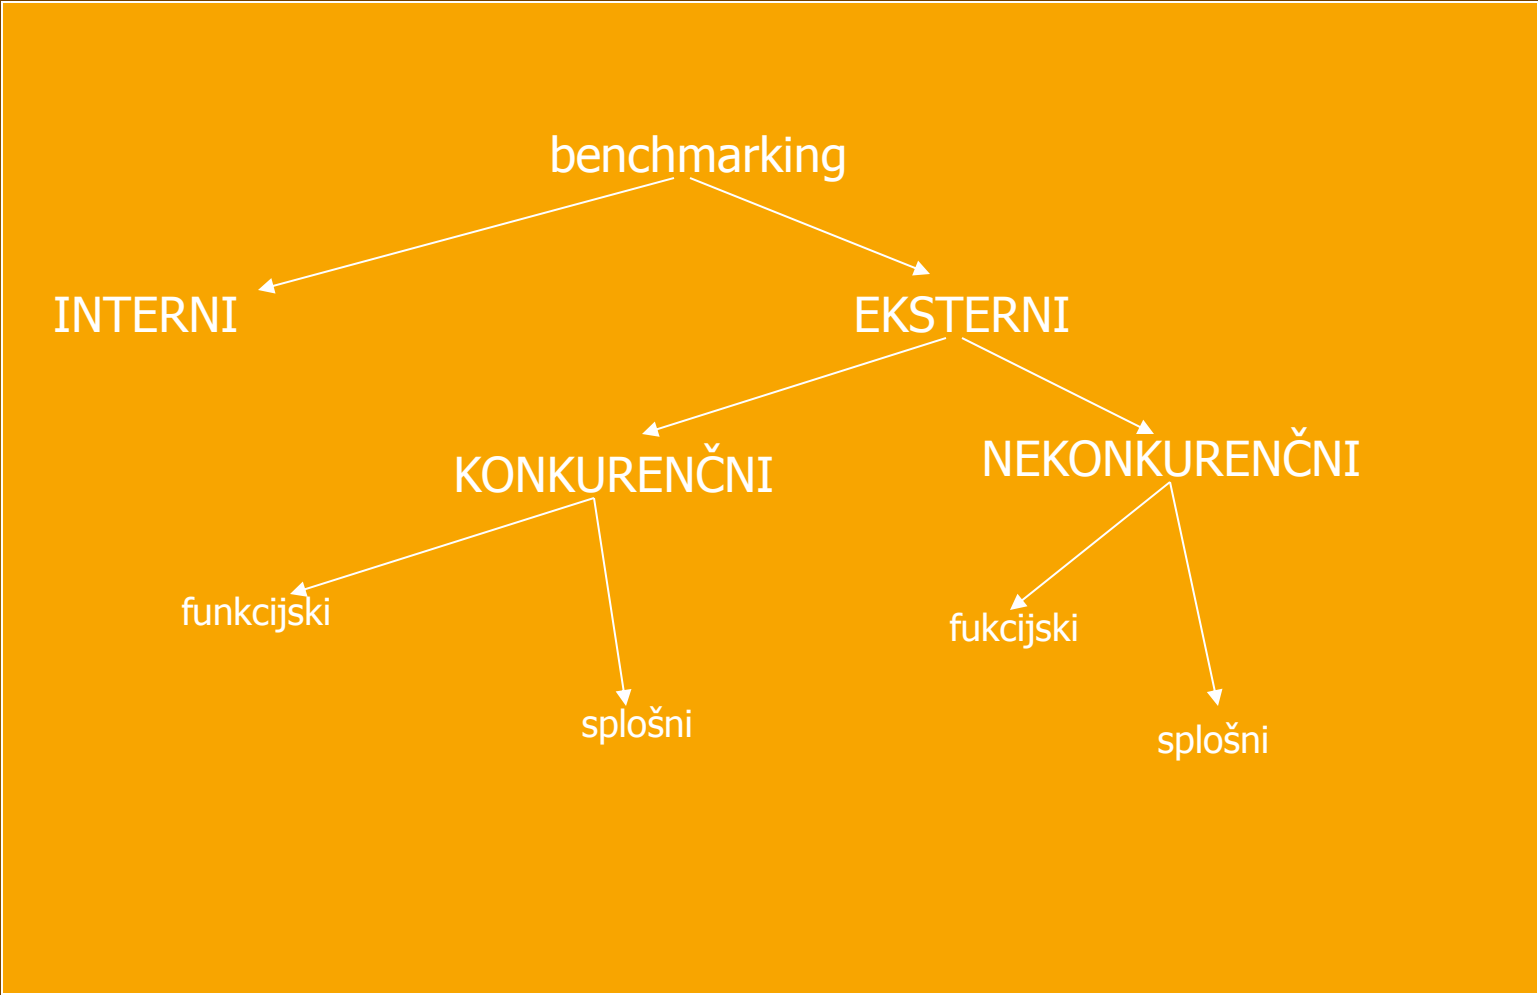 benchmarking
INTERNI
EKSTERNI
KONKURENČNI
NEKONKURENČNI
funkcijski
fukcijski
splošni
splošni